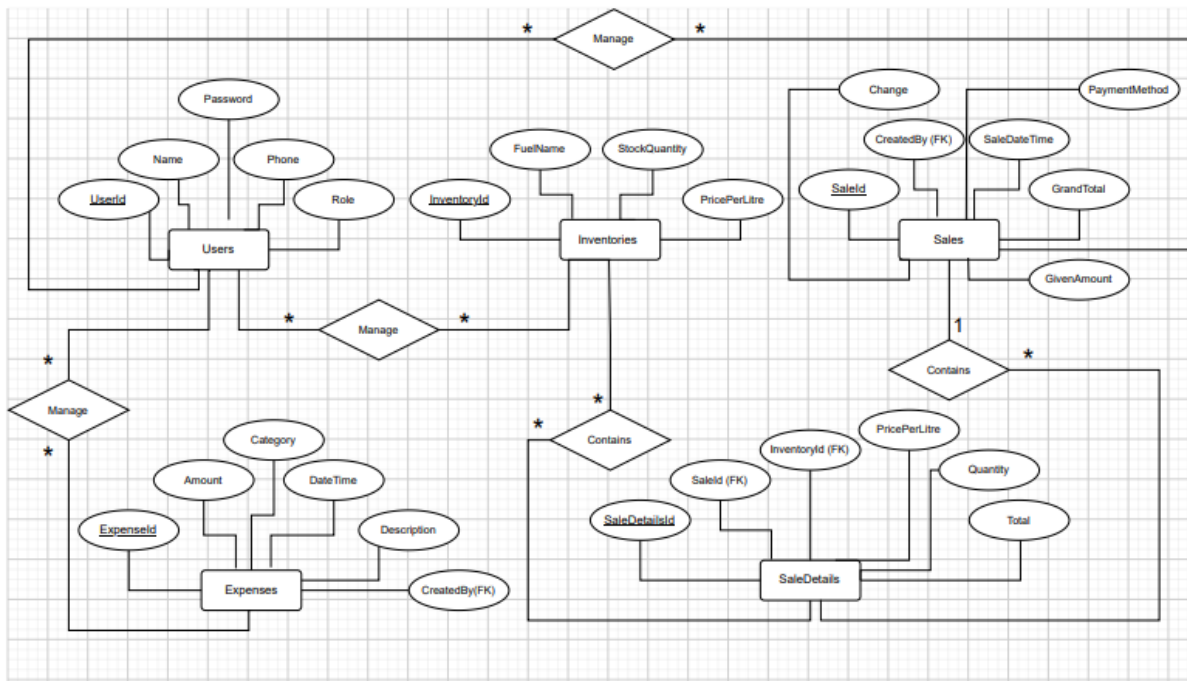 * Manage *
Password
Name
Phone
UserId
Role
Users
FuelName
StockQuantity
InventoryId
PricePerLitre
Inventories
Change
PaymentMethod
CreatedBy (FK)
SaleDateTime
SaleId
GrandTotal
Sales
GivenAmount
* Manage *
1
Contains
*
*
Manage
*
*
*
Contains
Category
Amount
DateTime
ExpenseId
Description
Expenses
CreatedBy(FK)
PricePerLitre
InventoryId (FK)
SaleId (FK)
Quantity
SaleDetailsId
Total
SaleDetails